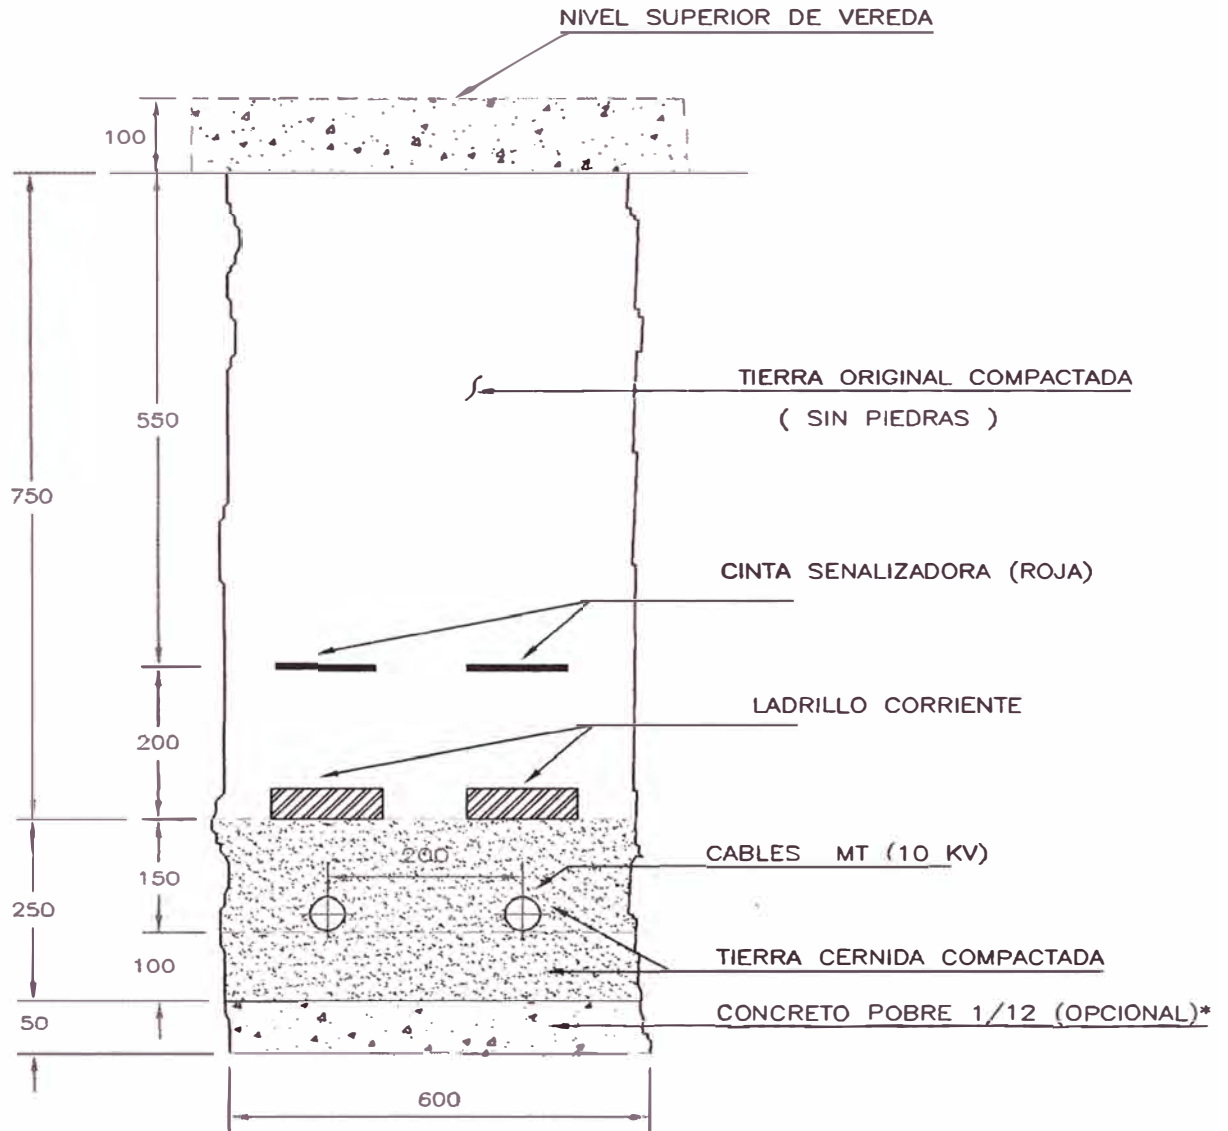 NIVEL SUPERIOR DE VEREDA
100
550
TIERRA ORIGINAL COMPACTADA
( SIN PIEDRAS )
750
CINTA SENALIZADORA (ROJA)
LADRILLO CORRIENTE
200
200
CABLES MT (10 KV)
150
250
TIERRA CERNIDA COMPACTADA
100
CONCRETO POBRE 1/12 (OPCIONAL)*
50
600